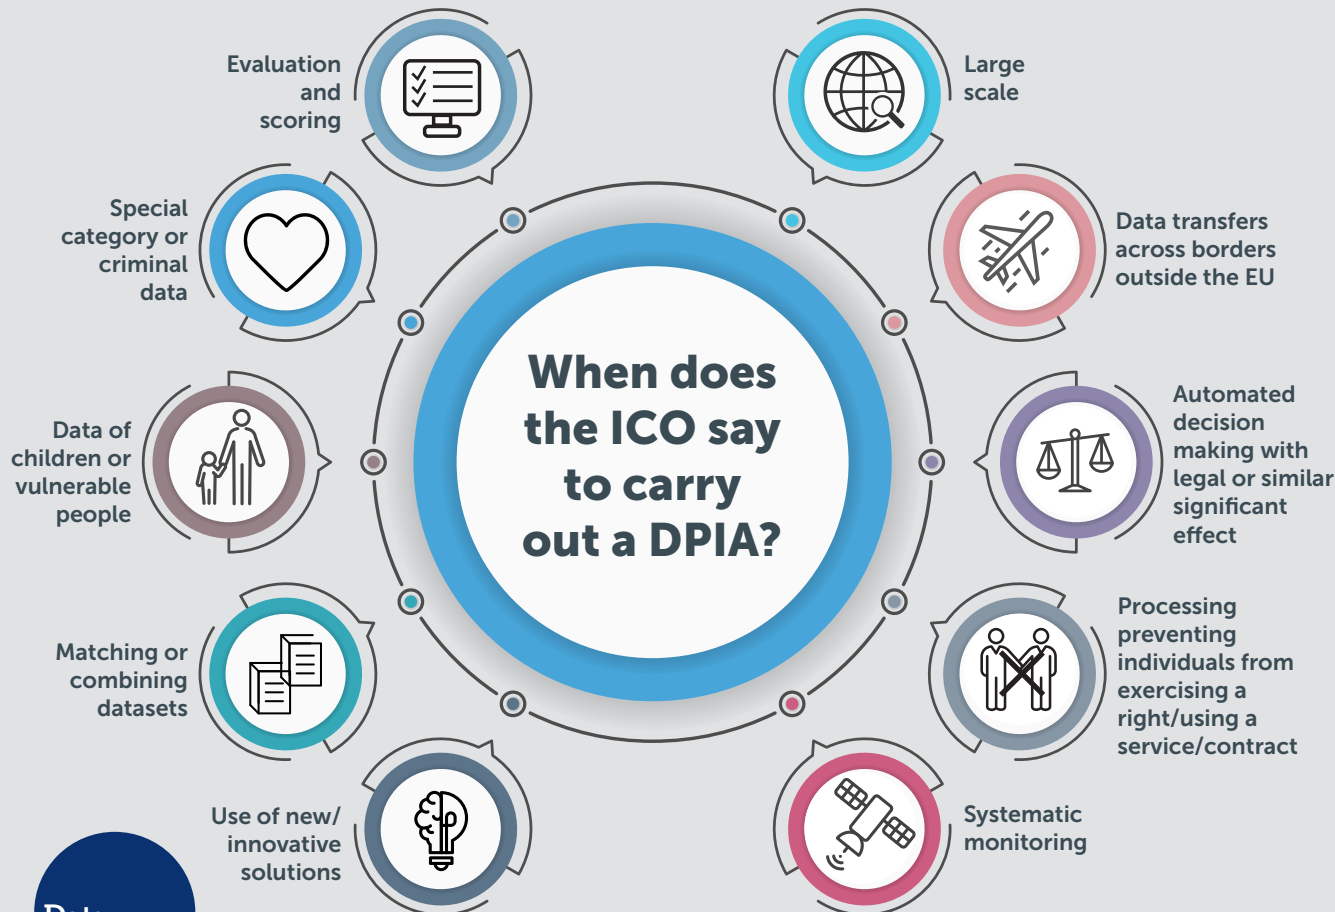 When does
the ICO say
to carry
out a DPIA?
Evaluation
and
scoring
Special
category or
criminal
data
Data of
children or
vulnerable
people
Matching or
combining
datasets
Use of new/
innovative
solutions
Large
scale
Data transfers
across borders
outside the EU
Automated
decision
making with
legal or similar
significant
effect
Processing
preventing
individuals from
exercising a
right/using a
service/contract
Systematic
monitoring